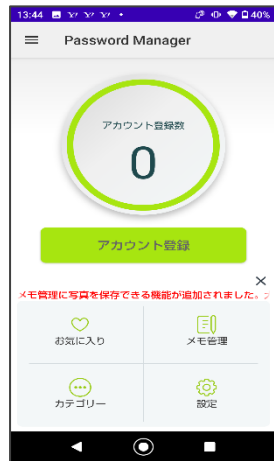 13:44 40%
Password Manager
アカウント登録数
0
アカウント登録
メモ管理に写真を保存できる機能が追加されました。
お気に入り メモ管理
カテゴリー 設定